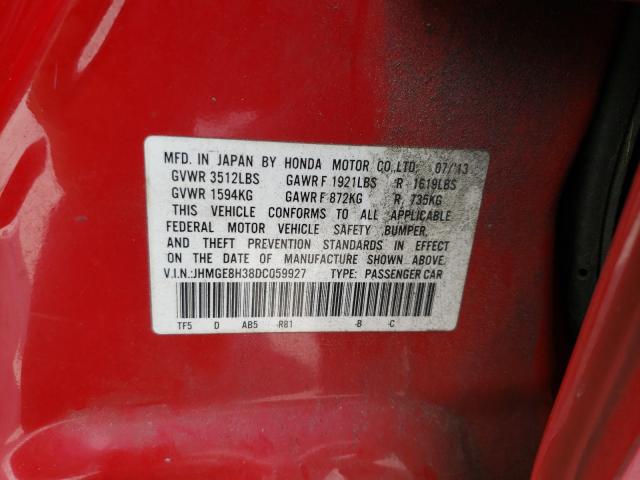 MFD. IN JAPAN BY HONDA MOTOR CO.,LTD. 07/13
GVWR 3512LBS GAWR F 1921LBS R 1619LBS
GVWR 1594KG GAWR F 872KG R 735KG
THIS VEHICLE CONFORMS TO ALL APPLICABLE
FEDERAL MOTOR VEHICLE SAFETY ,BUMPER,
AND THEFT PREVENTION STANDARDS IN EFFECT
ON THE DATE OF MANUFACTURE SHOWN ABOVE.
V.I.N.:JHMGE8H38DC059927 TYPE: PASSENGER CAR
TF5 D AB5 -R81 -B -C